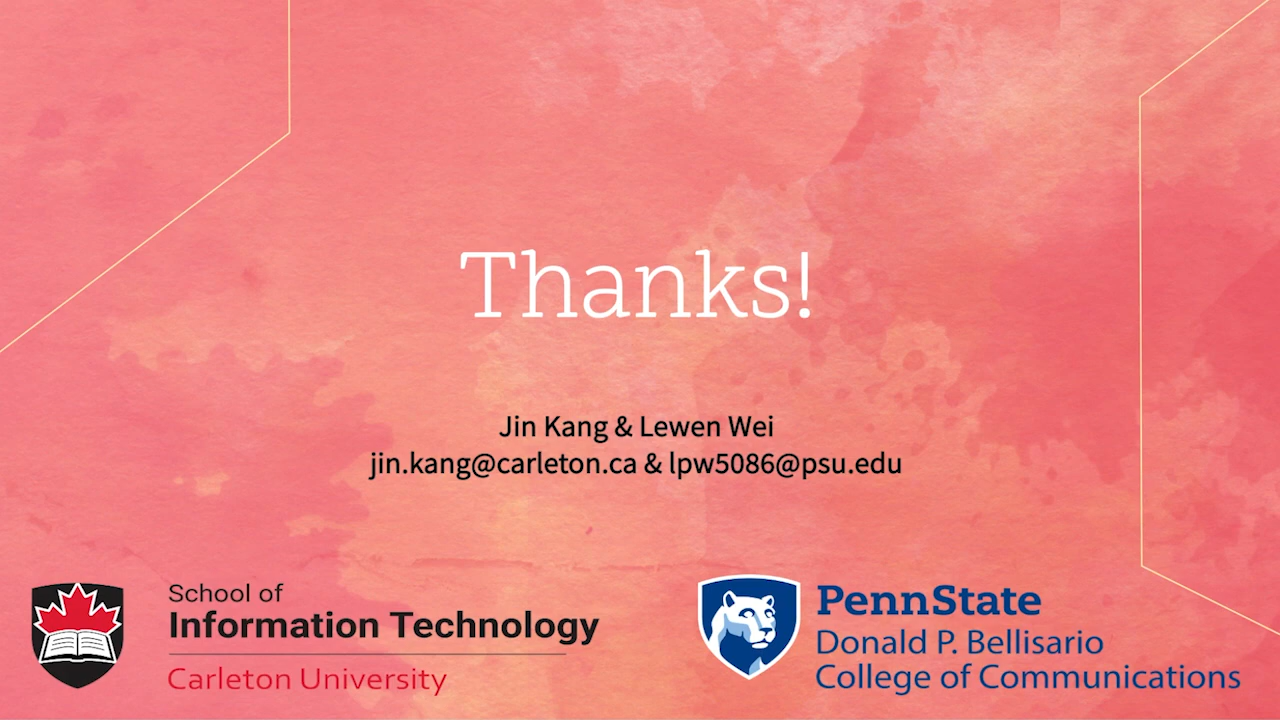 Thanks!
Jin Kang & Lewen Wei
jin.kang@carleton.ca & lpw5086@psu.edu
School of
Information Technology
Carleton University
PennState
Donald P. Bellisario
College of Communications